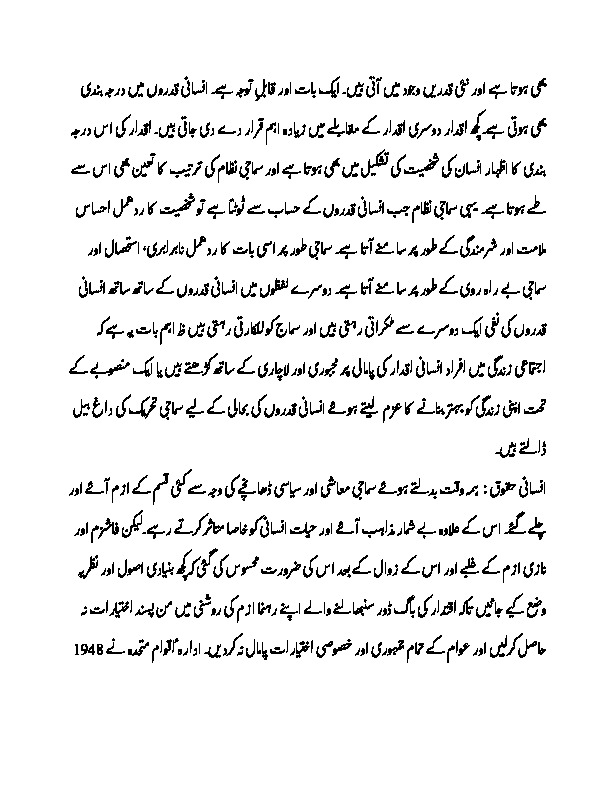 بھی ہوتا ہے اور نئی قدریں وجود میں آتی ہیں۔ ایک بات اور قابلِ توجہ ہے۔ انسانی قدروں میں درجہ بندی
بھی ہوتی ہے۔ کچھ اقدار دوسری اقدار کے مقابلے میں زیادہ اہم قرار دے دی جاتی ہیں۔ اقدار کی اس درجہ
بندی کا اظہار انسان کی شخصیت کی تشکیل میں بھی ہوتا ہے اور سماجی نظام کی ترتیب کا تعین بھی اس سے
طے ہوتا ہے۔ یہی سماجی نظام جب انسانی قدروں کے حساب سے ٹوٹتا ہے تو شخصیت کا ردعمل احساس
ملامت اور شرمندگی کے طور پر سامنے آتا ہے۔ سماجی طور پر اسی بات کا ردعمل نابرابری، استحصال اور
سماجی بے راہ روی کے طور پر سامنے آتا ہے۔ دوسرے لفظوں میں انسانی قدروں کے ساتھ ساتھ انسانی
قدروں کی نفی ایک دوسرے سے ٹکراتی رہتی ہیں اور سماج کو للکارتی رہتی ہیں ظ اہم بات یہ ہے کہ
اجتماعی زندگی میں افراد انسانی اقدار کی پامالی پر مجبوری اور لاچاری کے ساتھ کڑھتے ہیں یا ایک منصوبے کے
تحت اپنی زندگی کو بہتر بنانے کا عزم لیتے ہوئے انسانی قدروں کی بحالی کے لیے سماجی تحریک کی داغ بیل
ڈالتے ہیں۔
انسانی حقوق : ہر وقت بدلتے ہوئے سماجی معاشی اور سیاسی ڈھانچے کی وجہ سے کئی قسم کے ازم آئے اور
چلے گئے۔ اس کے علاوہ بے شمار مذاہب آئے اور حیات انسانی کو خاصا متاثر کرتے رہے۔ لیکن فاشزم اور
نازی ازم کے غلبے اور اس کے زوال کے بعد اس کی ضرورت محسوس کی گئی کہ کچھ بنیادی اصول اور نظریہ
وضع کیے جائیں تاکہ اقتدار کی باگ ڈور سنبھالنے والے اپنے رہنما ازم کی روشنی میں من پسند اختیارات نہ
حاصل کرلیں اور عوام کے تمام جمہوری اور خصوصی اختیارات پامال نہ کردیں۔ ادارۂ اقوام متحدہ نے 1948